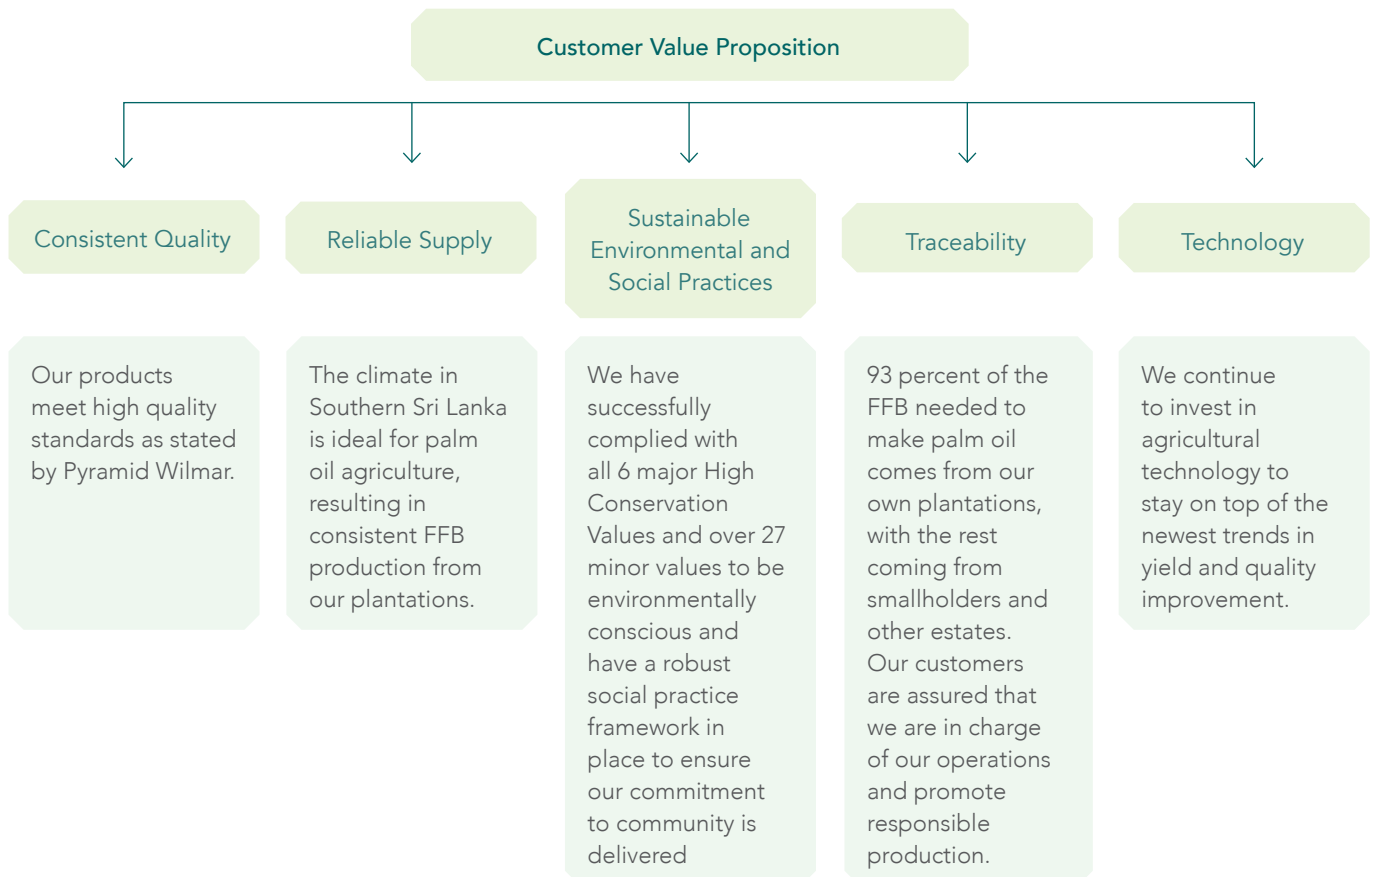 Customer Value Proposition
Consistent Quality
Our products
meet high quality
standards as stated
by Pyramid Wilmar.
Reliable Supply
The climate in
Southern Sri Lanka
is ideal for palm
oil agriculture,
resulting in
consistent FFB
production from
our plantations.
Sustainable
Environmental and
Social Practices
We have
successfully
complied with
all 6 major High
Conservation
Values and over 27
minor values to be
environmentally
conscious and
have a robust
social practice
framework in
place to ensure
our commitment
to community is
delivered
Traceability
93 percent of the
FFB needed to
make palm oil
comes from our
own plantations,
with the rest
coming from
smallholders and
other estates.
Our customers
are assured that
we are in charge
of our operations
and promote
responsible
production.
Technology
We continue
to invest in
agricultural
technology to
stay on top of the
newest trends in
yield and quality
improvement.